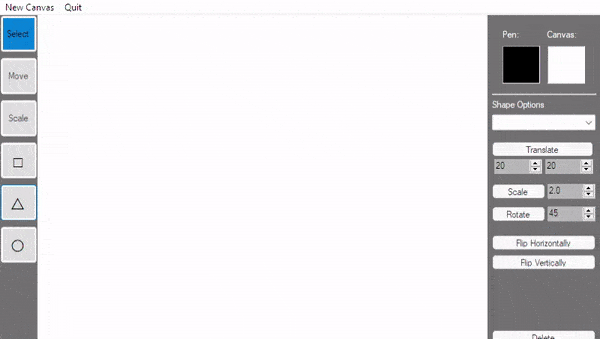 New Canvas Quit
Select
Move
Scale
Pen: Canvas:
Shape Options
Translate
20 20
Scale 2.0
Rotate 45
Flip Horizontally
Flip Vertically
Delete